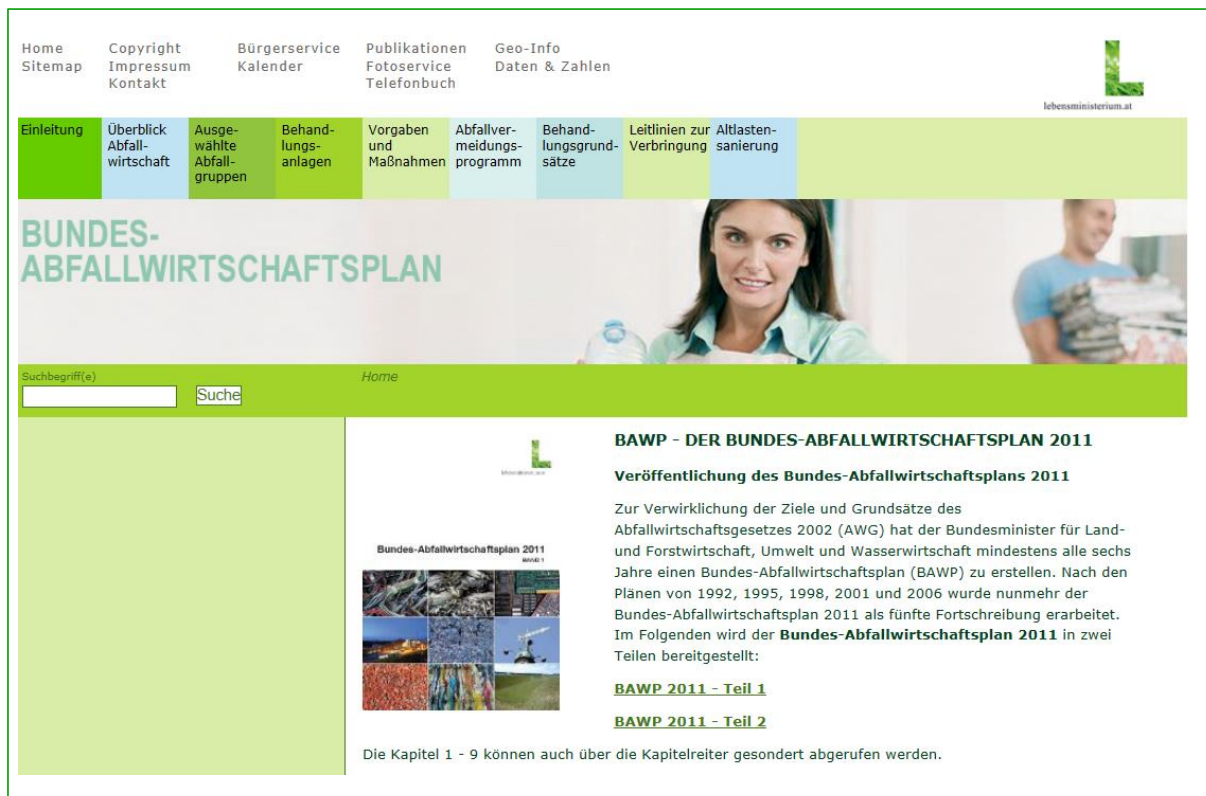 Home
Sitemap
Copyright
Impressum
Kontakt
Bürgerservice
Kalender
Publikationen
Fotoservice
Telefonbuch
Geo-Info
Daten & Zahlen
lebensministerium.at
Einleitung
Überblick
Abfall-
wirtschaft
Ausge-
wählte
Abfall-
gruppen
Behand-
lungs-
anlagen
Vorgaben
und
Maßnahmen
Abfallver-
meidungs-
programm
Behand-
lungsgrund-
sätze
Leitlinien zur
Verbringung
Altlasten-
sanierung
BUNDES-
ABFALLWIRTSCHAFTSPLAN
Suchbegriff(e)
Suche
Home
lebensministerium.at
Bundes-Abfallwirtschaftsplan 2011
BAND 1
BAWP - DER BUNDES-ABFALLWIRTSCHAFTSPLAN 2011
Veröffentlichung des Bundes-Abfallwirtschaftsplans 2011
Zur Verwirklichung der Ziele und Grundsätze des
Abfallwirtschaftsgesetzes 2002 (AWG) hat der Bundesminister für Land-
und Forstwirtschaft, Umwelt und Wasserwirtschaft mindestens alle sechs
Jahre einen Bundes-Abfallwirtschaftsplan (BAWP) zu erstellen. Nach den
Plänen von 1992, 1995, 1998, 2001 und 2006 wurde nunmehr der
Bundes-Abfallwirtschaftsplan 2011 als fünfte Fortschreibung erarbeitet.
Im Folgenden wird der Bundes-Abfallwirtschaftsplan 2011 in zwei
Teilen bereitgestellt:
BAWP 2011 - Teil 1
BAWP 2011 - Teil 2
Die Kapitel 1 - 9 können auch über die Kapitelreiter gesondert abgerufen werden.